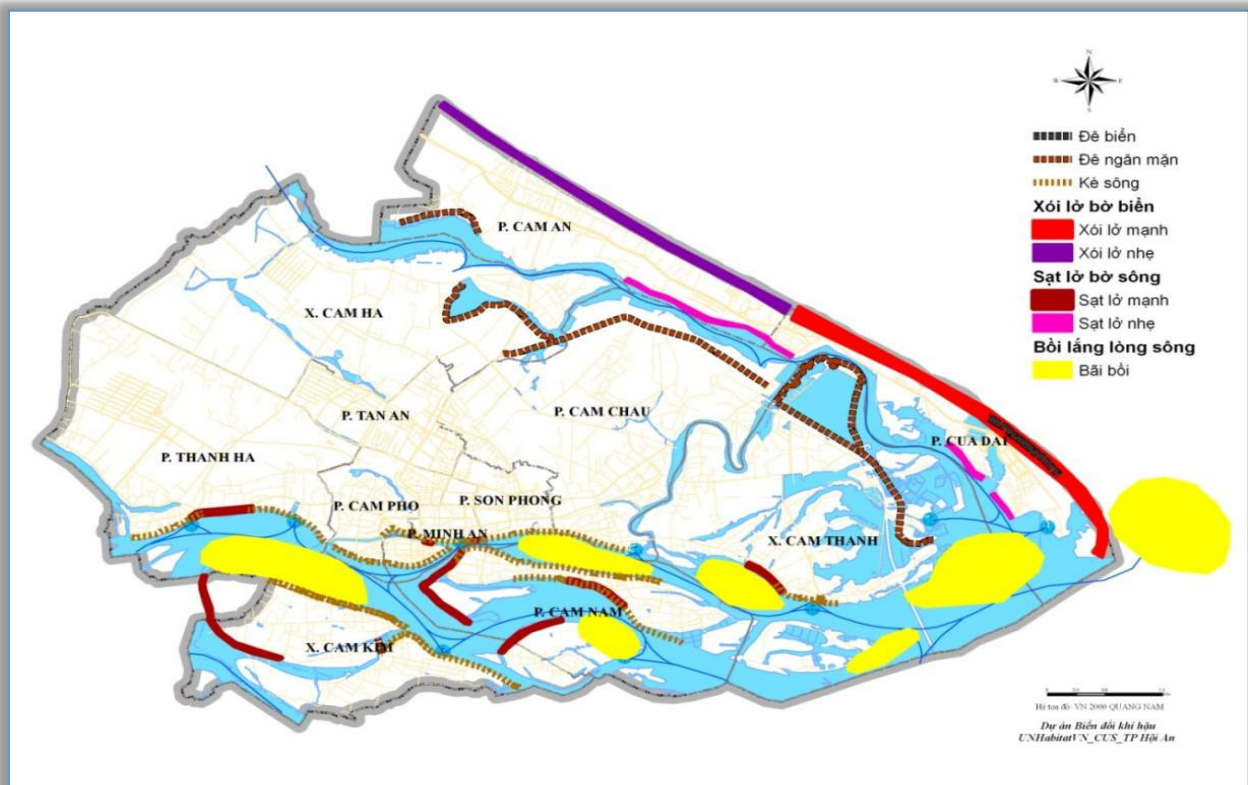 N
W
E
S
Đê biển
Đê ngăn mặn
Kè sông
Xói lở bờ biển
Xói lở mạnh
Xói lở nhẹ
Sạt lở bờ sông
Sạt lở mạnh
Sạt lở nhẹ
Bồi lắng lòng sông
Bãi bồi
P. CAM AN
X. CAM HA
P. TAN AN
P. CAM CHAU
P. CUA DAI
P. THANH HA
P. CAM PHO
P. SON PHONG
P. MINH AN
X. CAM THANH
P. CAM NAM
X. CAM KIM
Hê toa đô: VN 2000 QUANG NAM
Dự án Biến đổi khí hậu
UNHabitatVN_CUS_TP Hội An